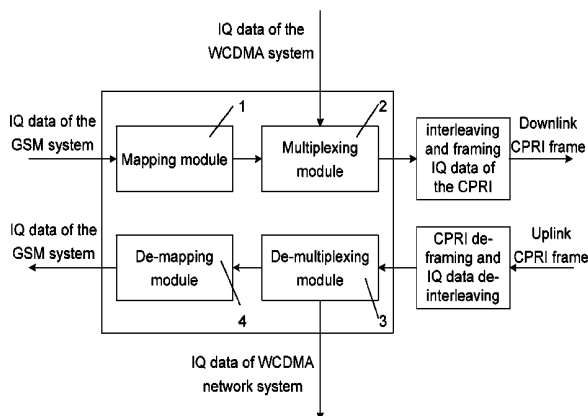 IQ data of the
WCDMA system
IQ data of the
GSM system
1
Mapping module
2
Multiplexing
module
interleaving
and framing
IQ data of
the CPRI
Downlink
CPRI frame
IQ data of the
GSM system
De-mapping
module
4
De-multiplexing
module
3
CPRI de-
framing and
IQ data de-
interleaving
Uplink
CPRI frame
IQ data of WCDMA
network system